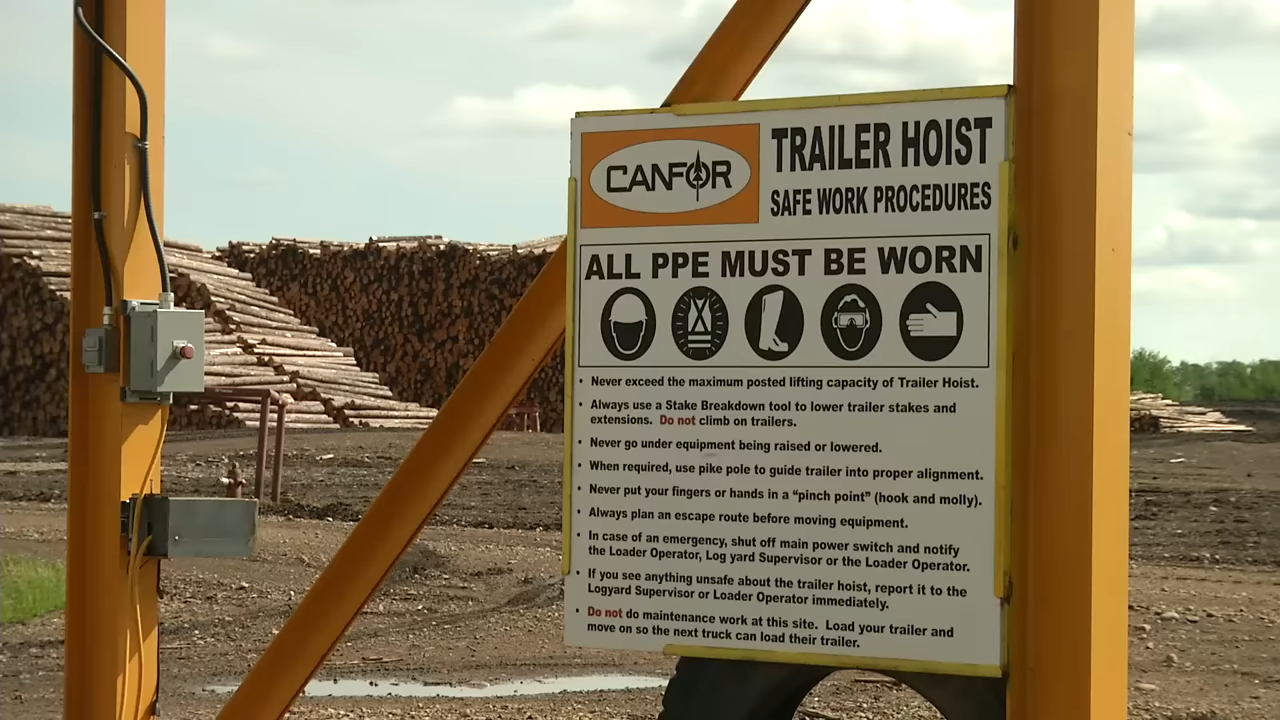 CANFOR
TRAILER HOIST
SAFE WORK PROCEDURES
ALL PPE MUST BE WORN
• Never exceed the maximum posted lifting capacity of Trailer Hoist.
• Always use a Stake Breakdown tool to lower trailer stakes and
extensions. Do not climb on trailers.
• Never go under equipment being raised or lowered.
• When required, use pike pole to guide trailer into proper alignment.
• Never put your fingers or hands in a “pinch point” (hook and molly).
• Always plan an escape route before moving equipment.
• In case of an emergency, shut off main power switch and notify
the Loader Operator, Log yard Supervisor or the Loader Operator.
• If you see anything unsafe about the trailer hoist, report it to the
Logyard Supervisor or Loader Operator immediately.
• Do not do maintenance work at this site. Load your trailer and
move on so the next truck can load their trailer.